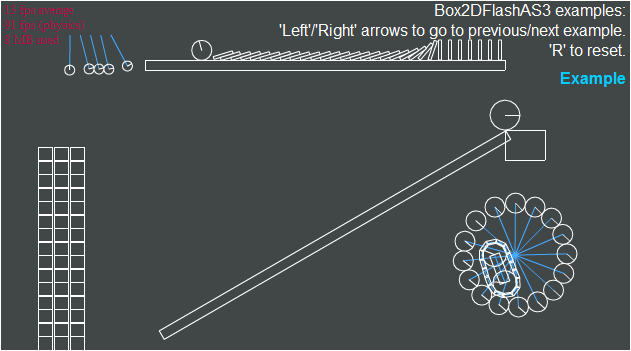 Box2DFlashAS3 examples:
'Left'/'Right' arrows to go to previous/next example.
'R' to reset.
Example